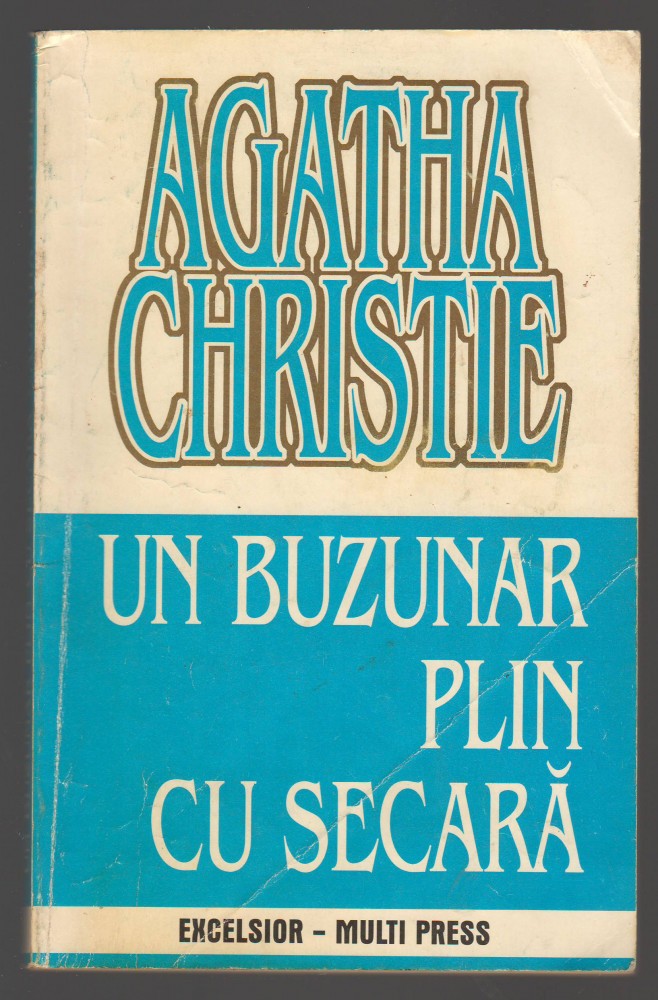 AGATHA
CHRISTIE
UN BUZUNAR
PLIN
CU SECARĂ
EXCELSIOR – MULTI PRESS